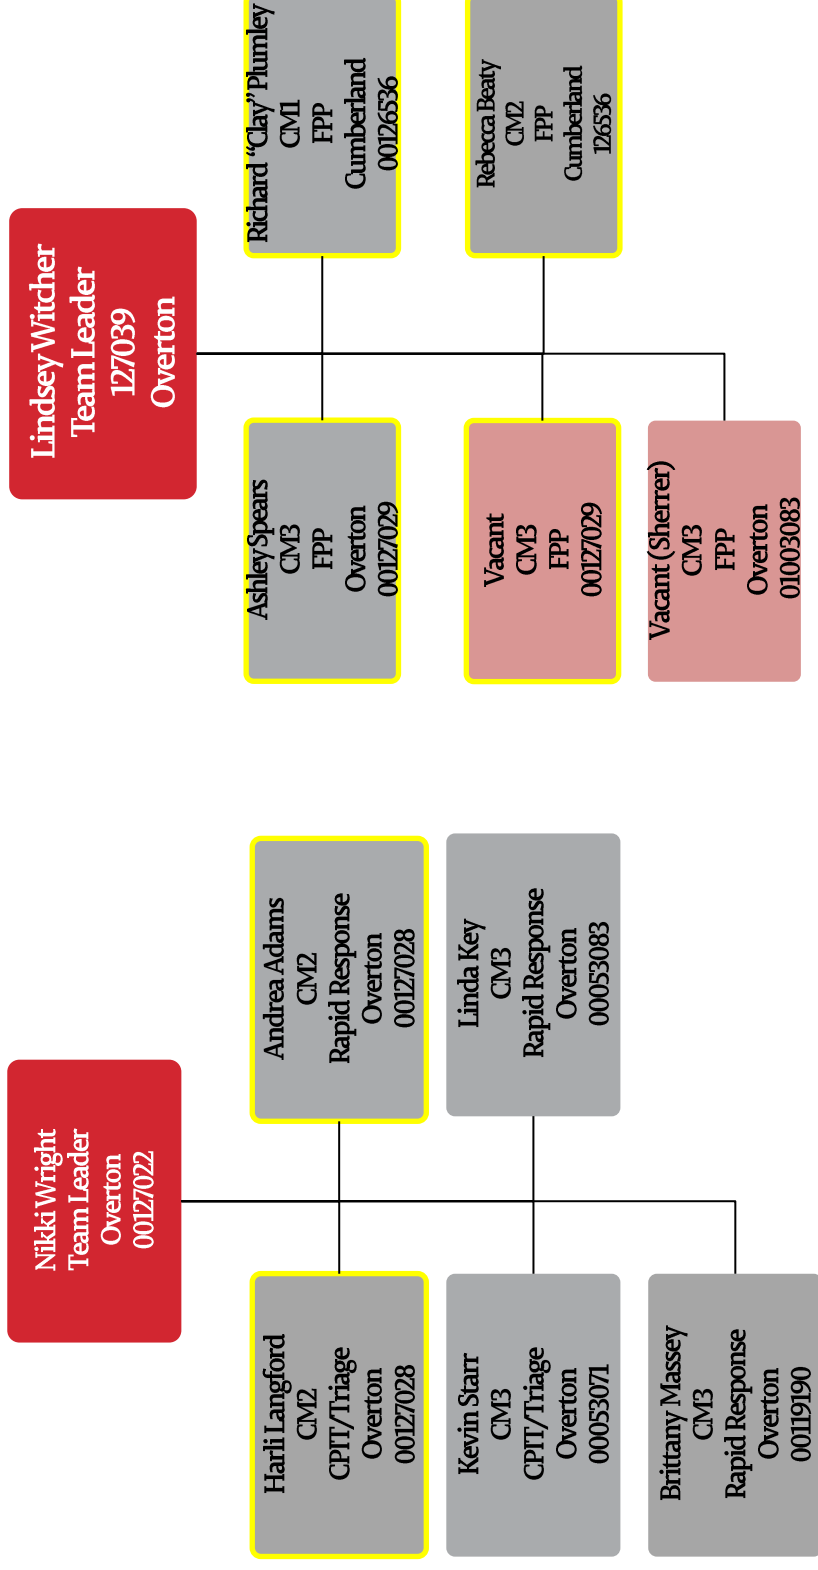 Nikki Wright
Team Leader
Overton
00127022
Harli Langford
CM2
CPIT/Triage
Overton
00127028
Andrea Adams
CM2
Rapid Response
Overton
00127028
Kevin Starr
CM3
CPIT/Triage
Overton
00053071
Linda Key
CM3
Rapid Response
Overton
00053083
Brittany Massey
CM3
Rapid Response
Overton
00119190
Lindsey Witcher
Team Leader
127039
Overton
Ashley Spears
CM3
FPP
Overton
00127029
Richard “Clay” Plumley
CM1
FPP
Cumberland
00126536
Vacant
CM3
FPP
00127029
Rebecca Beaty
CM2
FPP
Cumberland
126536
Vacant (Sherrer)
CM3
FPP
Overton
01003083